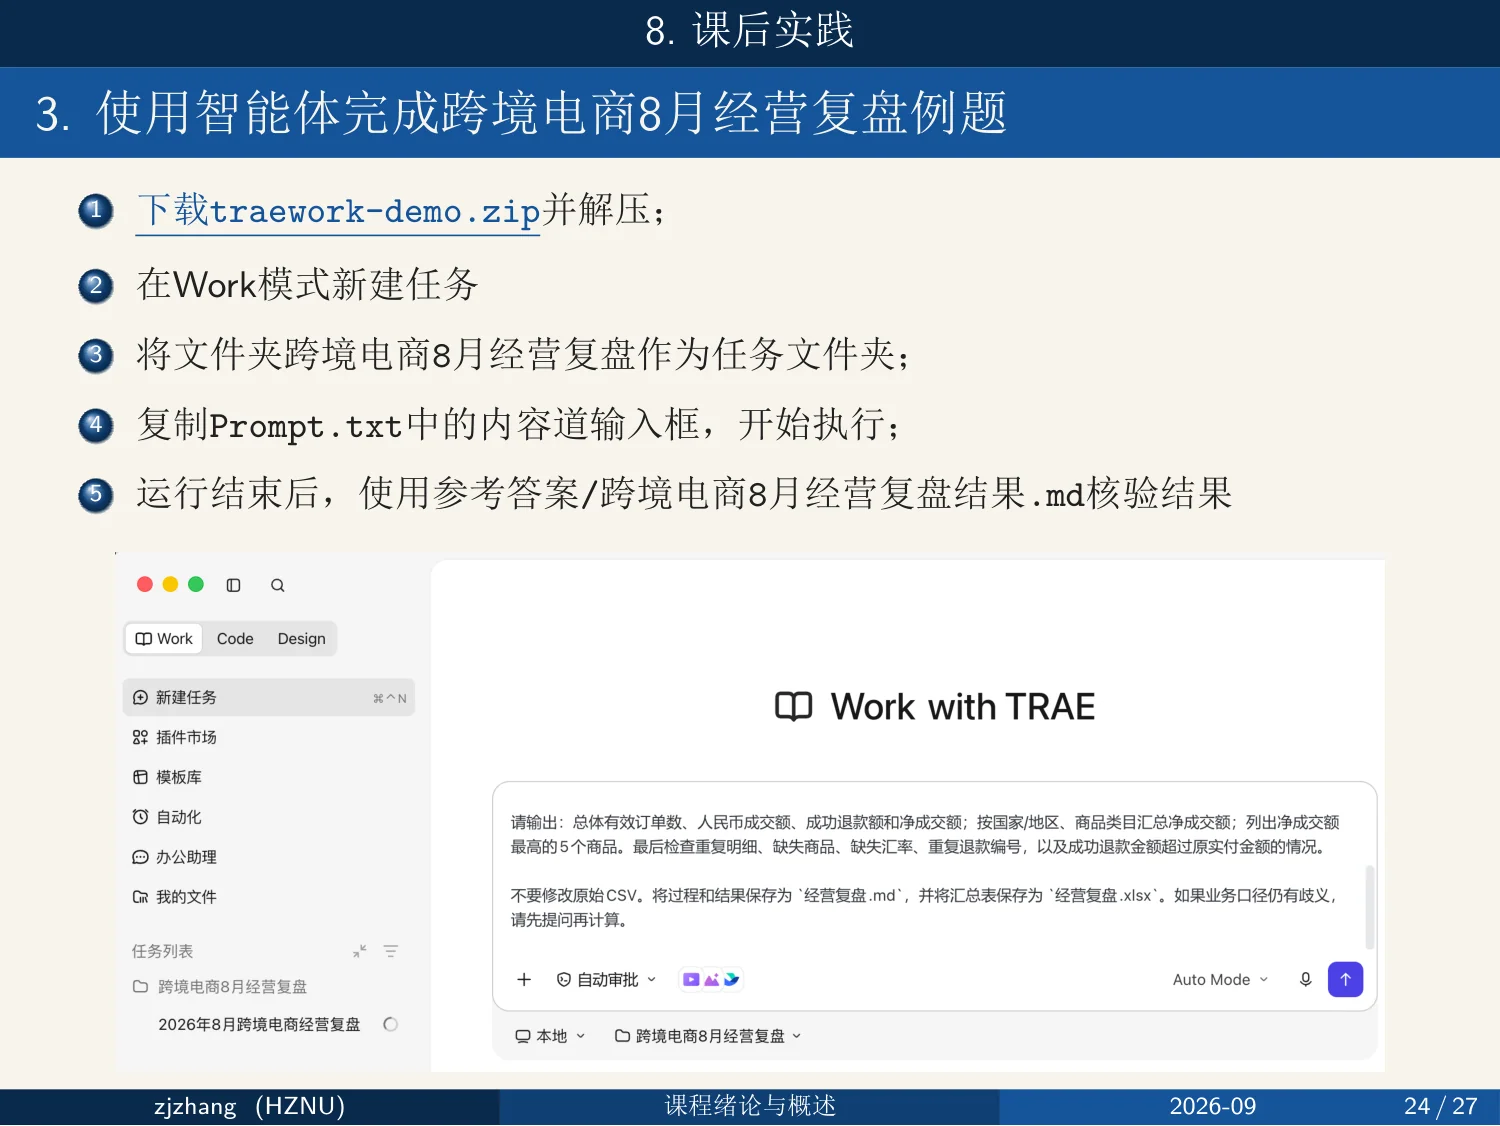 8. 课后实践
3. 使用智能体完成跨境电商8月经营复盘例题
1 下载traework-demo.zip并解压；
2 在Work模式新建任务
3 将文件夹跨境电商8月经营复盘作为任务文件夹；
4 复制Prompt.txt中的内容道输入框，开始执行；
5 运行结束后，使用参考答案/跨境电商8月经营复盘结果.md核验结果
Work Code Design
新建任务 ⌘^N
插件市场
模板库
自动化
办公助理
我的文件
任务列表
跨境电商8月经营复盘
2026年8月跨境电商经营复盘
Work with TRAE
请输出：总体有效订单数、人民币成交额、成功退款额和净成交额；按国家/地区、商品类目汇总净成交额；列出净成交额
最高的5个商品。最后检查重复明细、缺失商品、缺失汇率、重复退款编号，以及成功退款金额超过原实付金额的情况。
不要修改原始CSV。将过程和结果保存为 `经营复盘.md`，并将汇总表保存为 `经营复盘.xlsx`。如果业务口径仍有歧义，
请先提问再计算。
自动审批 Auto Mode
本地 跨境电商8月经营复盘
zjzhang (HZNU) 课程绪论与概述 2026-09 24 / 27